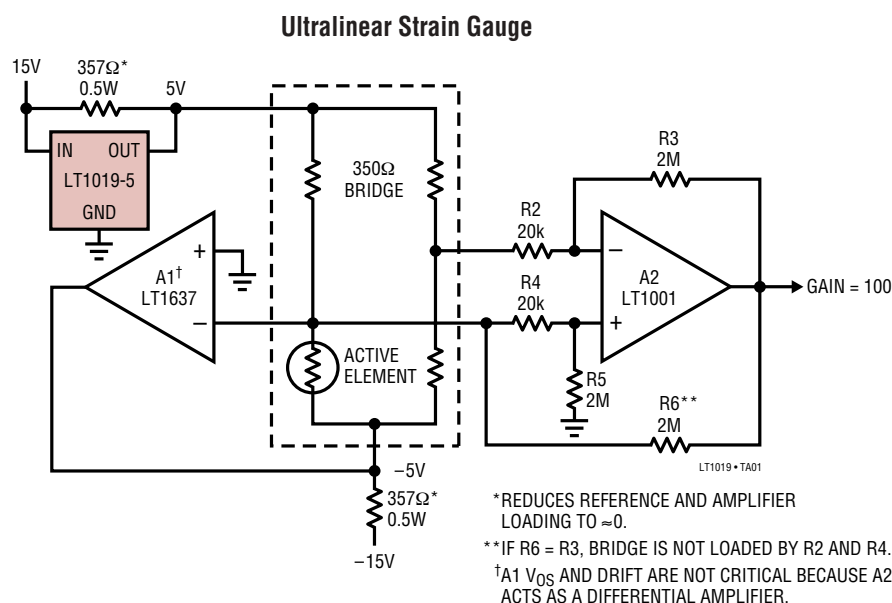 Ultralinear Strain Gauge
15V
357Ω*
0.5W
5V
IN OUT
LT1019-5
GND
350Ω
BRIDGE
R3
2M
R2
20k
A1†
LT1637
+
–
R4
20k
–
+
A2
LT1001
GAIN = 100
ACTIVE
ELEMENT
R5
2M
R6**
2M
LT1019 • TA01
–5V
357Ω*
0.5W
–15V
*REDUCES REFERENCE AND AMPLIFIER
LOADING TO ≈0.
**IF R6 = R3, BRIDGE IS NOT LOADED BY R2 AND R4.
†A1 VOS AND DRIFT ARE NOT CRITICAL BECAUSE A2
ACTS AS A DIFFERENTIAL AMPLIFIER.